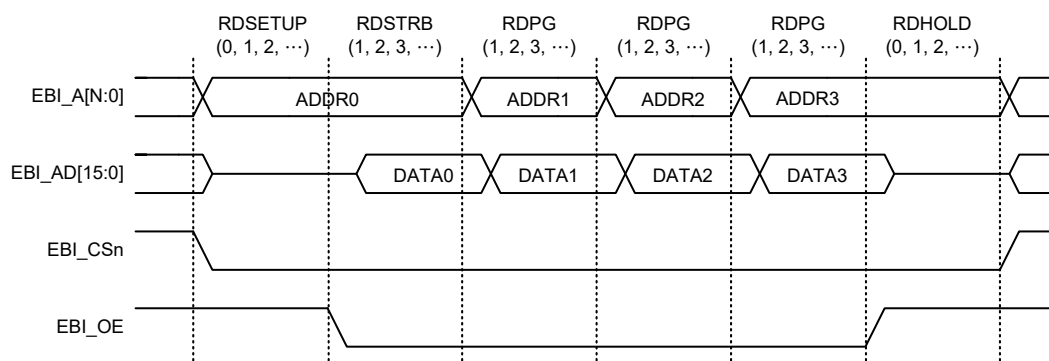 RDSETUP RDSTRB RDPG RDPG RDPG RDHOLD
(0, 1, 2, ⋯) (1, 2, 3, ⋯) (1, 2, 3, ⋯) (1, 2, 3, ⋯) (1, 2, 3, ⋯) (0, 1, 2, ⋯)
EBI_A[N:0] ADDR0 ADDR1 ADDR2 ADDR3
EBI_AD[15:0] DATA0 DATA1 DATA2 DATA3
EBI_CSn
EBI_OE